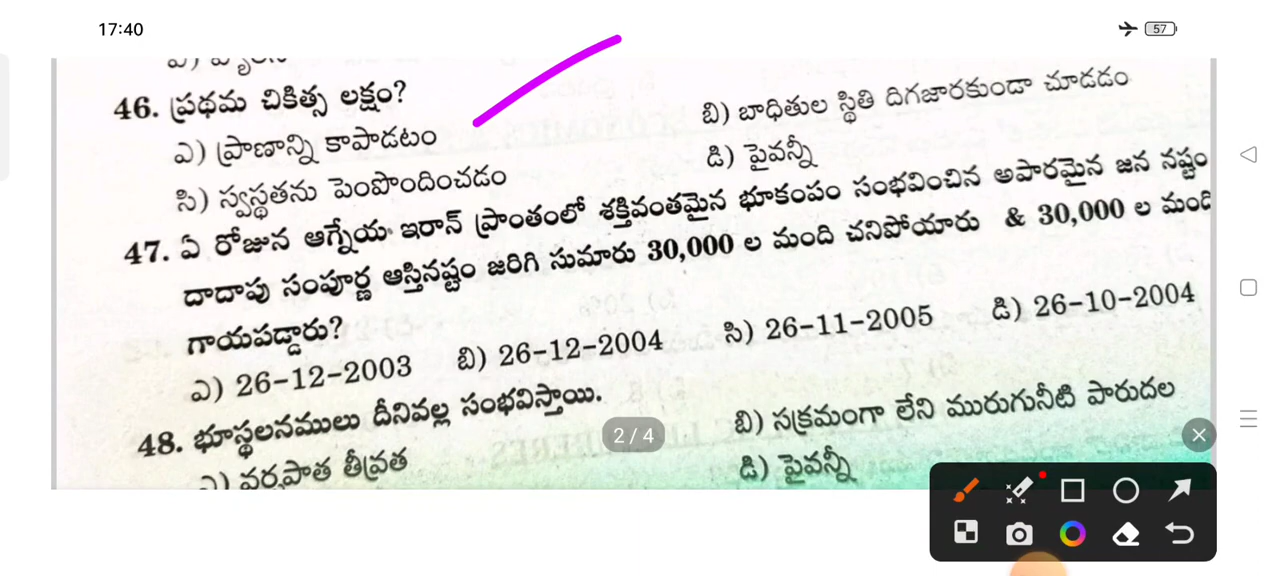 17:40
57
46. ప్రథమ చికిత్స లక్షం?
ఎ) ప్రాణాన్ని కాపాడటం
బి) బాధితుల స్థితి దిగజారకుండా చూడడం
సి) స్వస్థతను పెంపొందించడం
డి) పైవన్నీ
47. ఏ రోజున ఆగ్నేయ ఇరాన్ ప్రాంతంలో శక్తివంతమైన భూకంపం సంభవించిన అపారమైన జన నష్టం
దాదాపు సంపూర్ణ ఆస్తినష్టం జరిగి సుమారు 30,000 ల మంది చనిపోయారు & 30,000 ల మంది
గాయపడ్డారు?
ఎ) 26-12-2003 బి) 26-12-2004 సి) 26-11-2005 డి) 26-10-2004
48. భూస్థలనములు దీనివల్ల సంభవిస్తాయి.
2/4
బి) సక్రమంగా లేని మురుగునీటి పారుదల
ఎ) వర్షపాత తీవ్రత
డి) పైవన్నీ